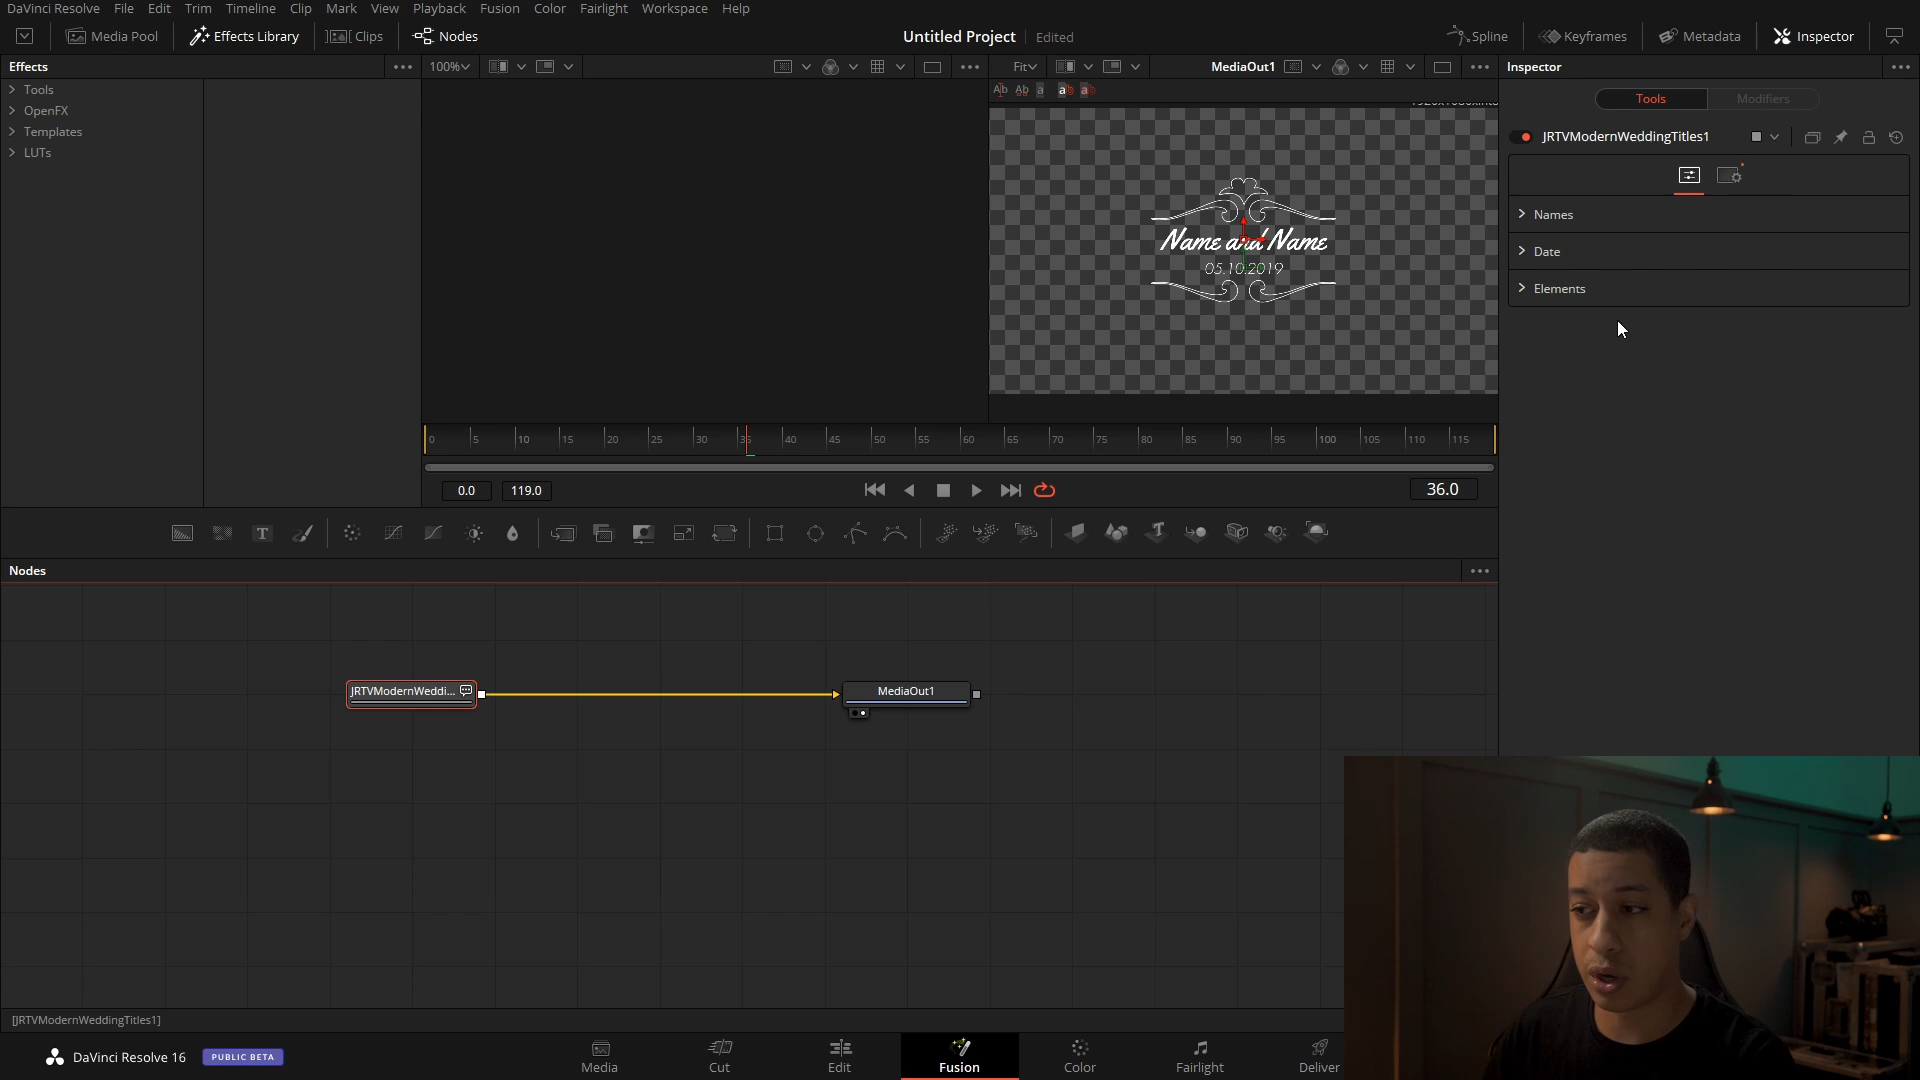 DaVinci Resolve File Edit Trim Timeline Clip Mark View Playback Fusion Color Fairlight Workspace Help
Media Pool Effects Library Clips Nodes Untitled Project Edited Spline Keyframes Metadata Inspector
Effects 100% Fit MediaOut1 Inspector
Tools
OpenFX
Templates
LUTs
Tools Modifiers
JRTVModernWeddingTitles1
Names
Date
Elements
Name and Name
05.10.2019
0 5 10 15 20 25 30 35 40 45 50 55 60 65 70 75 80 85 90 95 100 105 110 115
0.0 119.0 36.0
Nodes
JRTVModernWeddi... MediaOut1
[JRTVModernWeddingTitles1]
DaVinci Resolve 16 PUBLIC BETA Media Cut Edit Fusion Color Fairlight Deliver